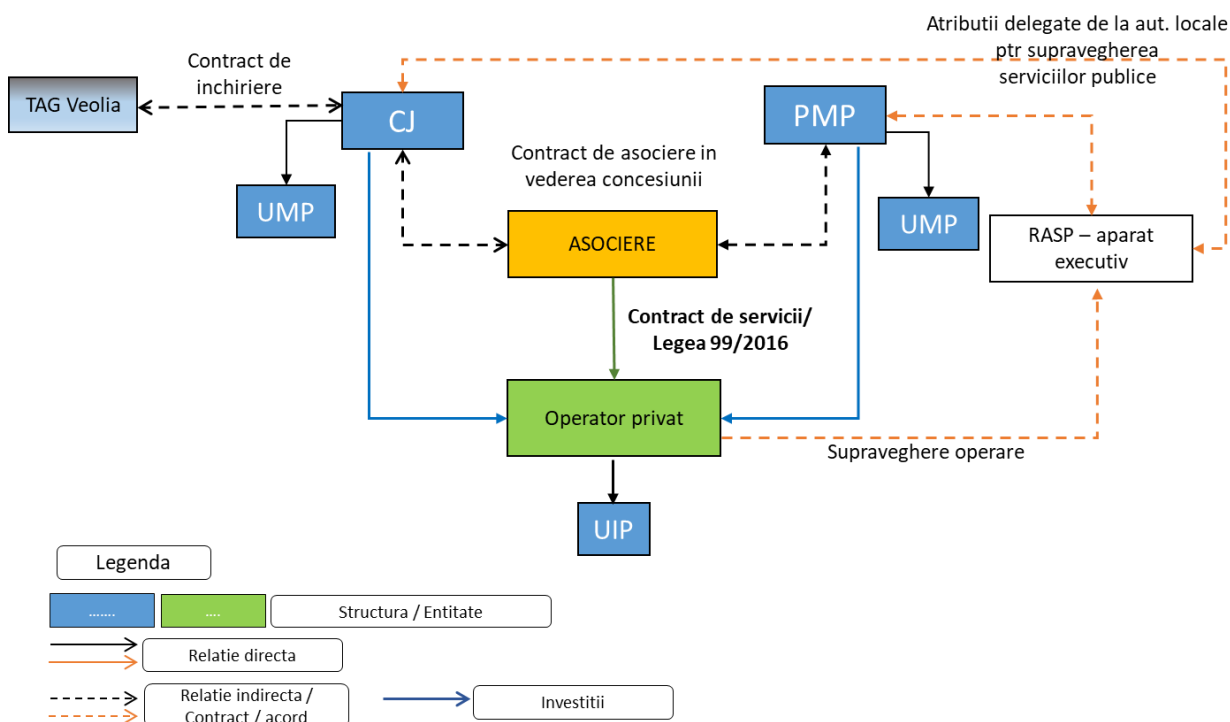 Atributii delegate de la aut. locale
ptr supravegherea
serviciilor publice
Contract de
inchiriere
TAG Veolia
CJ
PMP
Contract de asociere in
vederea concesiunii
UMP
UMP
ASOCIERE
RASP – aparat
executiv
Contract de servicii/
Legea 99/2016
Operator privat
Supraveghere operare
UIP
Legenda
.......
....
Structura / Entitate
Relatie directa
Relatie indirecta /
Contract / acord
Investitii